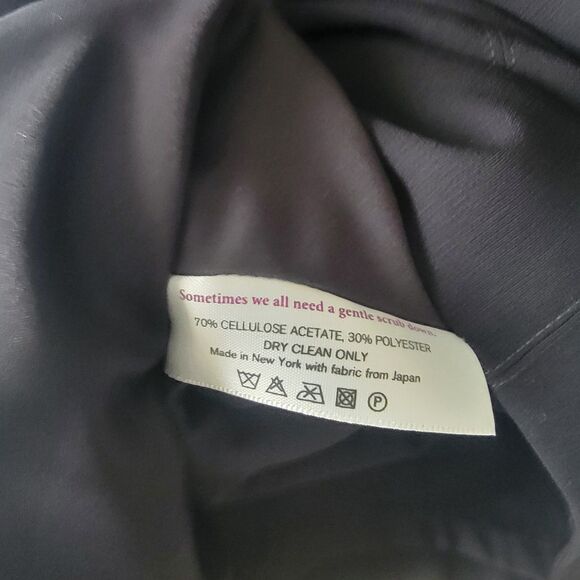 Sometimes we all need a gentle scrub down.
70% CELLULOSE ACETATE, 30% POLYESTER
DRY CLEAN ONLY
Made in New York with fabric from Japan
P